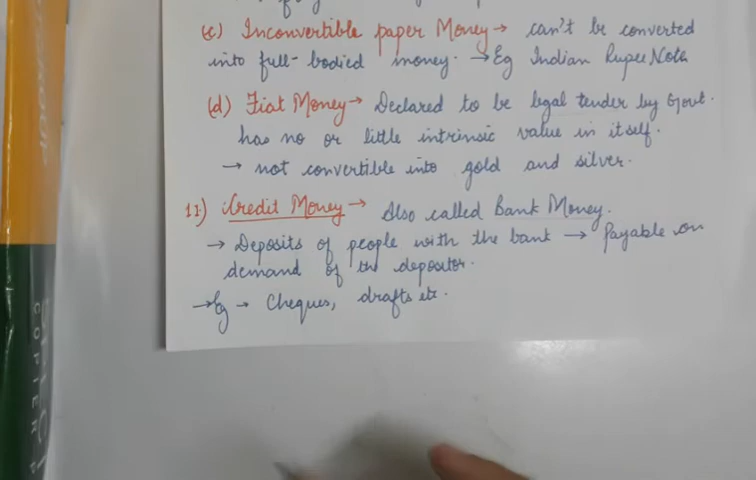 (c) Inconvertible paper Money → can't be converted
into full-bodied money. → Eg Indian Rupee Note
(d) Fiat Money → Declared to be legal tender by Govt.
has no or little intrinsic value in itself.
→ not convertible into gold and silver.
11) Credit Money → Also called Bank Money.
→ Deposits of people with the bank → Payable on
demand of the depositor.
→ Eg → Cheques, drafts etc.
COPIER